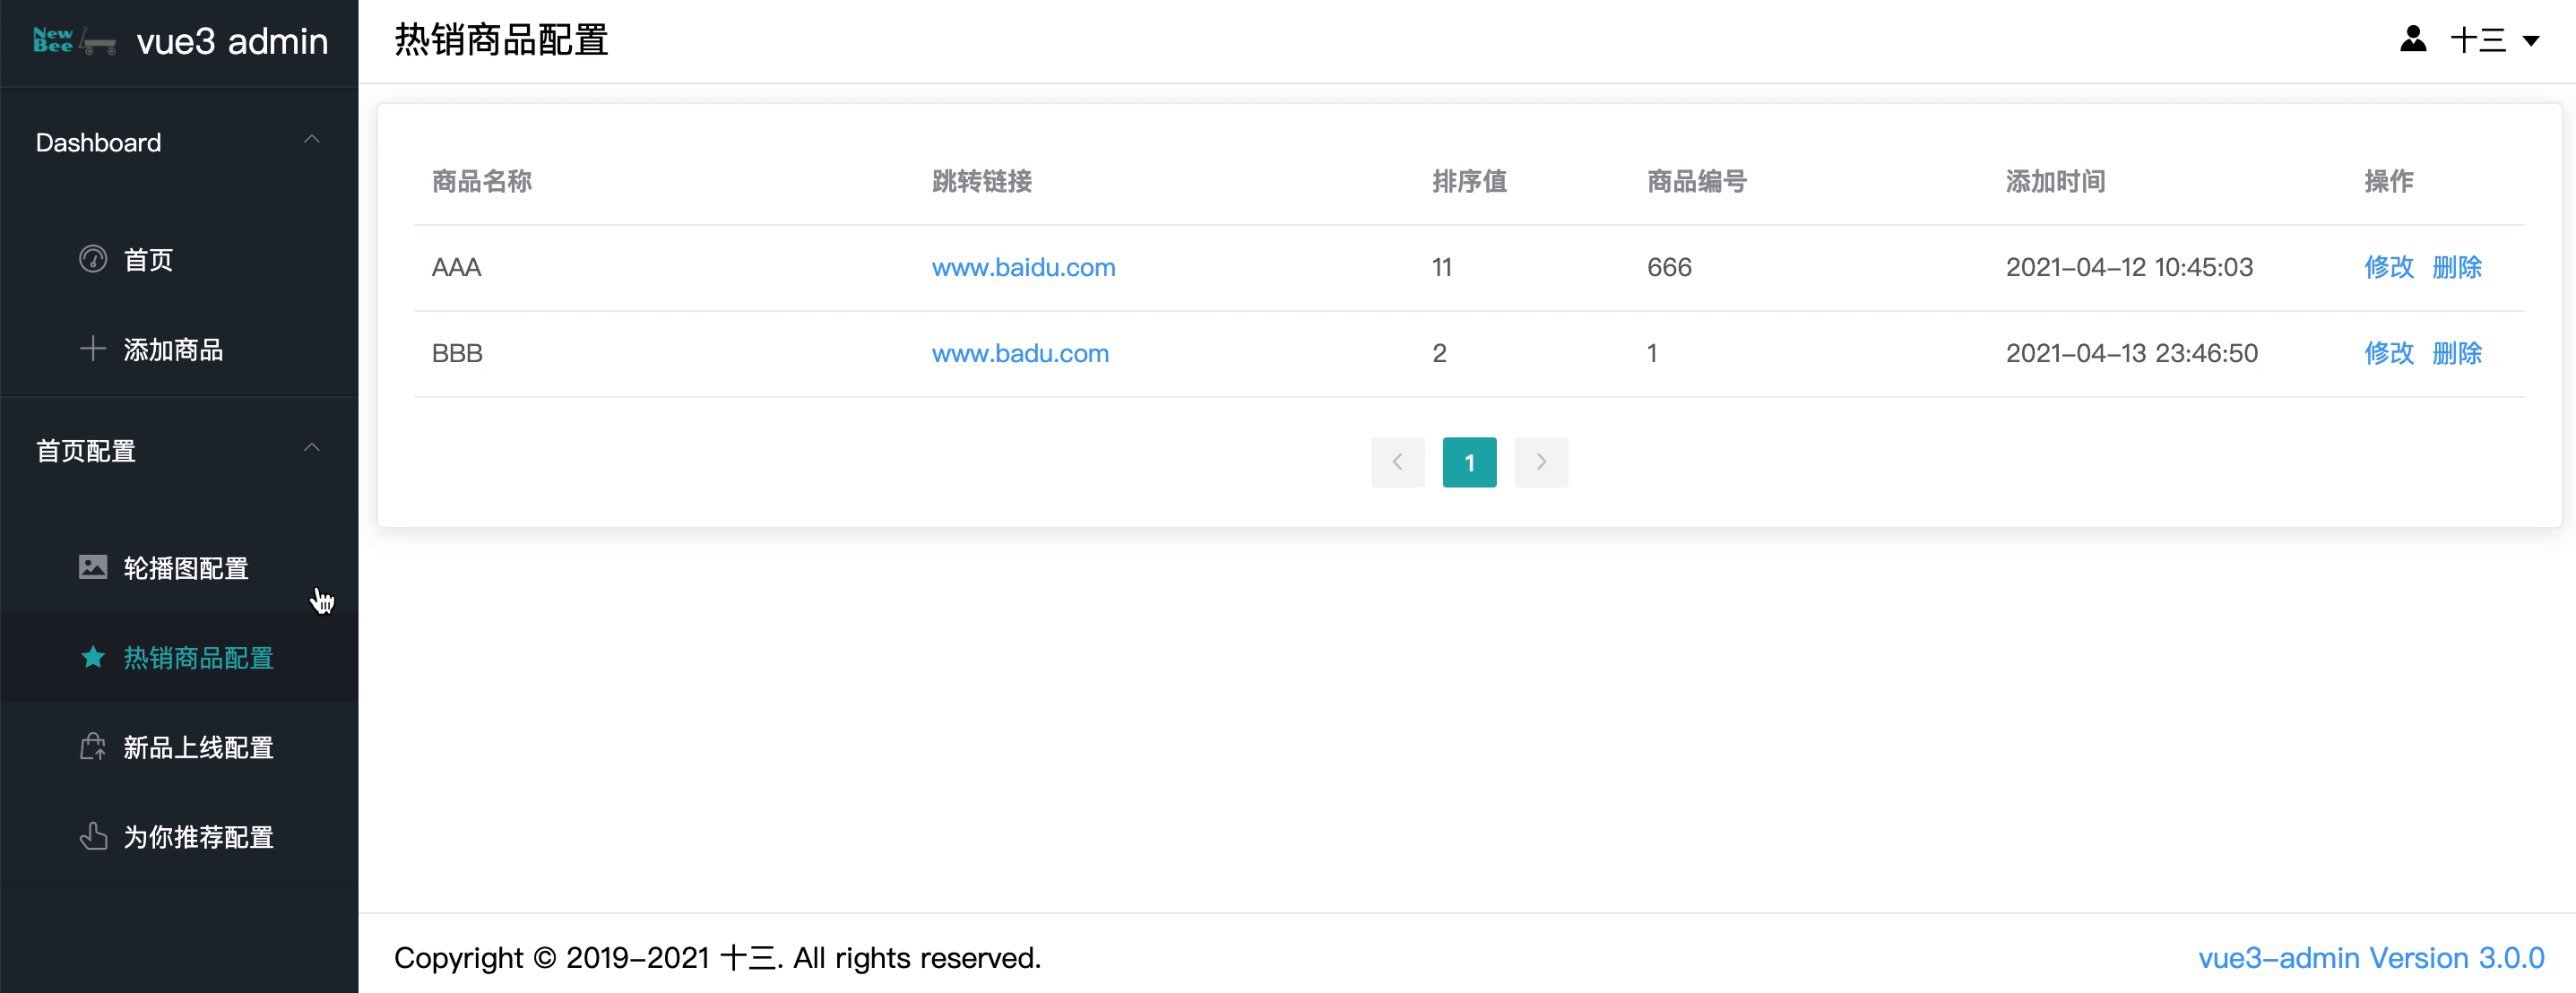 New
Bee
vue3 admin
热销商品配置
十三
Dashboard
首页
添加商品
首页配置
轮播图配置
热销商品配置
新品上线配置
为你推荐配置
商品名称 跳转链接 排序值 商品编号 添加时间 操作
AAA www.baidu.com 11 666 2021-04-12 10:45:03 修改 删除
BBB www.badu.com 2 1 2021-04-13 23:46:50 修改 删除
1
Copyright © 2019-2021 十三. All rights reserved.
vue3-admin Version 3.0.0